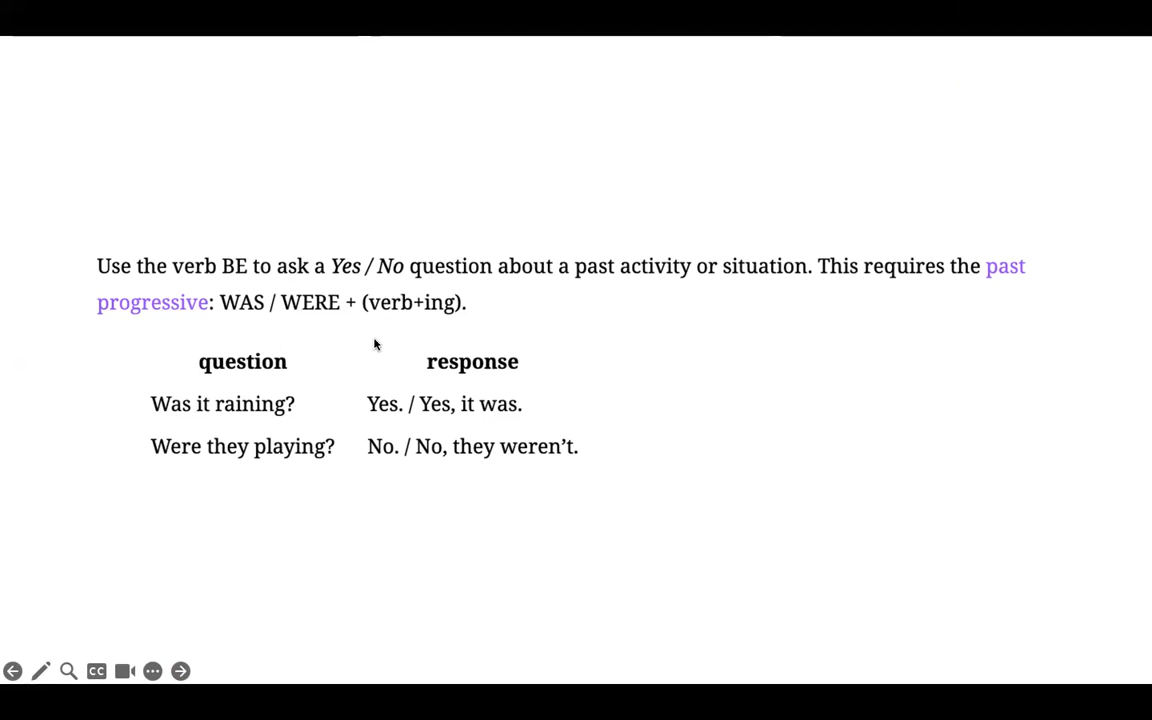 Use the verb BE to ask a Yes / No question about a past activity or situation. This requires the past
progressive: WAS / WERE + (verb+ing).
question response
Was it raining? Yes. / Yes, it was.
Were they playing? No. / No, they weren’t.
CC